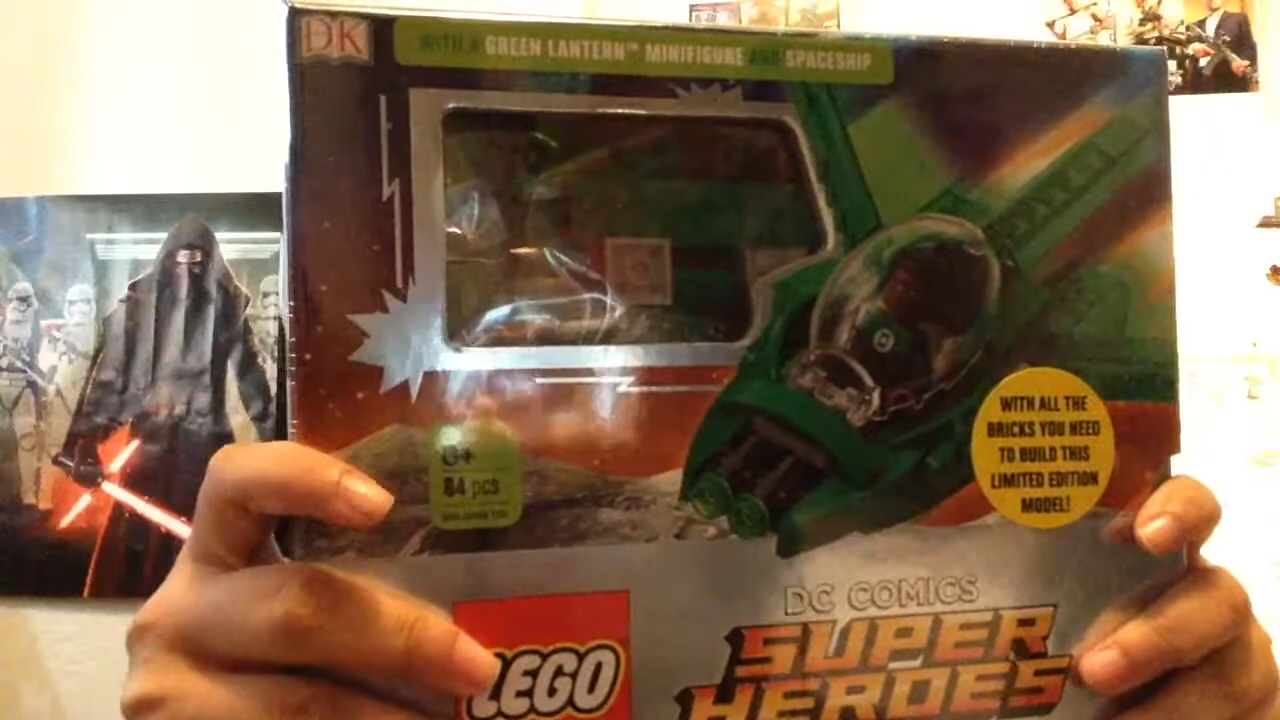 DK
WITH A GREEN LANTERN™ MINIFIGURE AND SPACESHIP
WITH ALL THE
BRICKS YOU NEED
TO BUILD THIS
LIMITED EDITION
MODEL!
6+
84 pcs
LEGO
DC COMICS
SUPER
HEROES